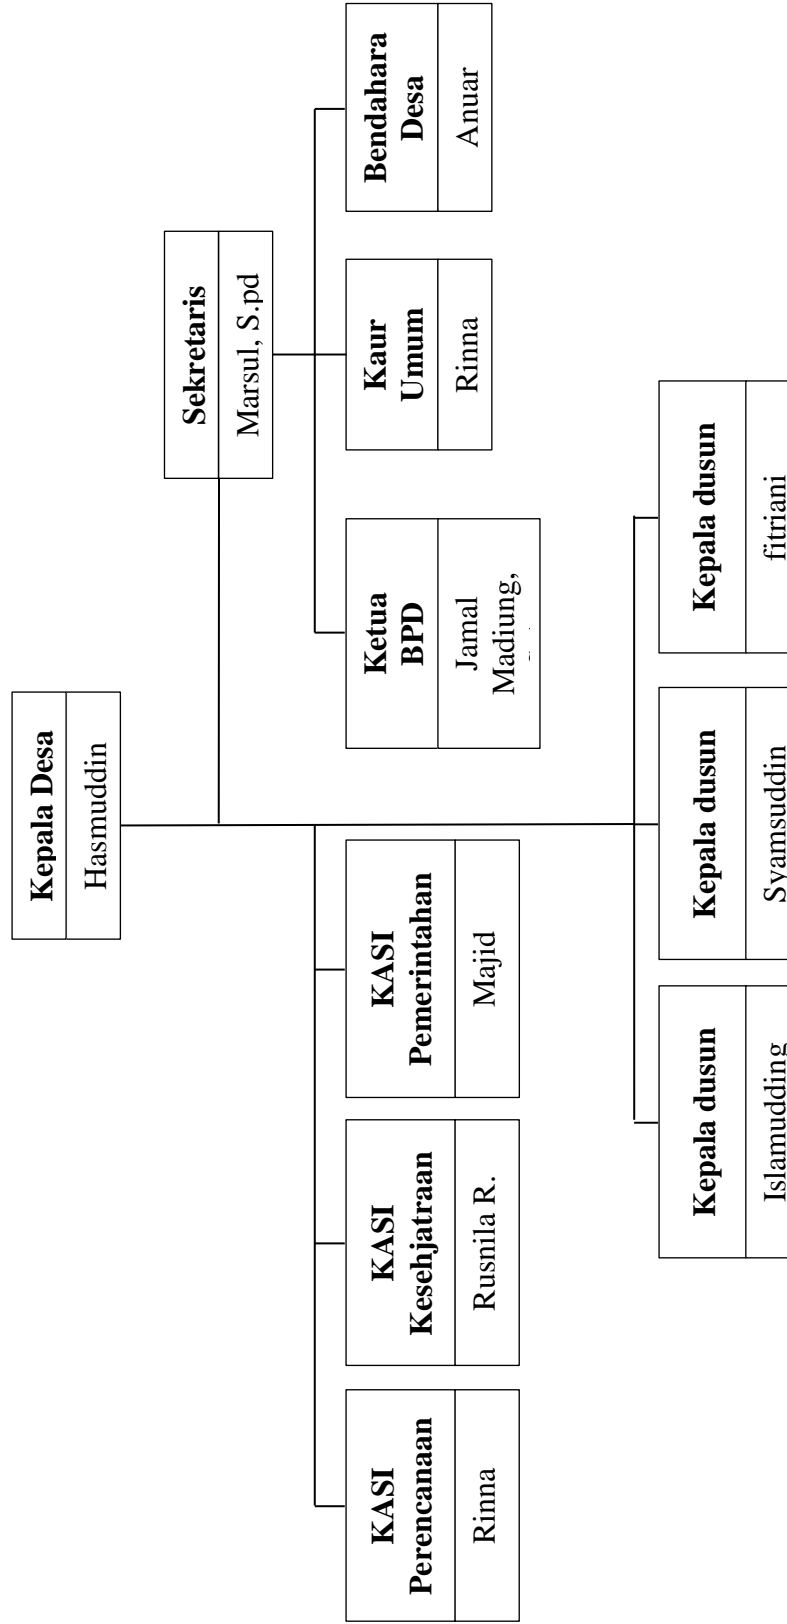 Kepala Desa
Hasmuddin
Sekretaris
Marsul, S.pd
KASI
Perencanaan
Rinna
KASI
Kesehjatraan
Rusnila R.
KASI
Pemerintahan
Majid
Ketua
BPD
Jamal
Madiung,
Kaur
Umum
Rinna
Bendahara
Desa
Anuar
Kepala dusun
Islamudding
Kepala dusun
Syamsuddin
Kepala dusun
fitriani